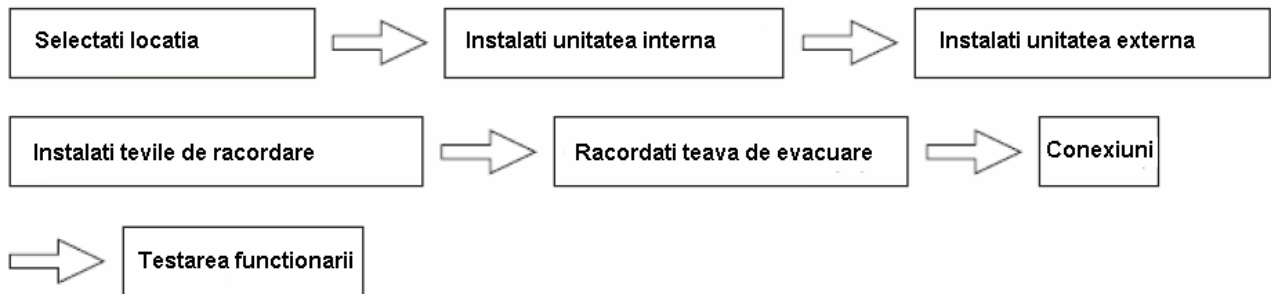 Selectati locatia
Instalati unitatea interna
Instalati unitatea externa
Instalati tevile de racordare
Racordati teava de evacuare
Conexiuni
Testarea functionarii